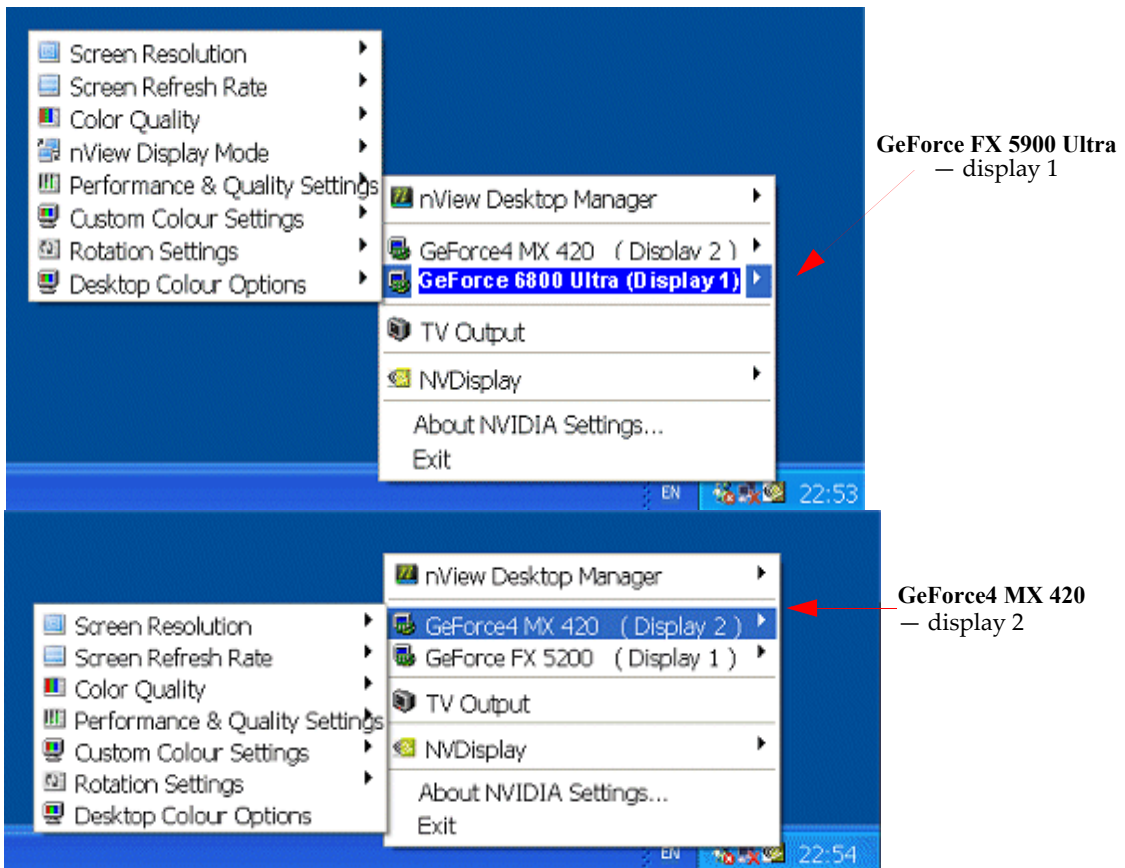 Screen Resolution
Screen Refresh Rate
Color Quality
nView Display Mode
Performance & Quality Settings
Custom Colour Settings
Rotation Settings
Desktop Colour Options
nView Desktop Manager
GeForce4 MX 420 ( Display 2 )
GeForce 6800 Ultra (Display 1)
TV Output
NVDisplay
About NVIDIA Settings...
Exit
EN 22:53
GeForce FX 5900 Ultra
— display 1
nView Desktop Manager
GeForce4 MX 420 ( Display 2 )
GeForce FX 5200 ( Display 1 )
TV Output
NVDisplay
About NVIDIA Settings...
Exit
Screen Resolution
Screen Refresh Rate
Color Quality
Performance & Quality Settings
Custom Colour Settings
Rotation Settings
Desktop Colour Options
EN 22:54
GeForce4 MX 420
— display 2